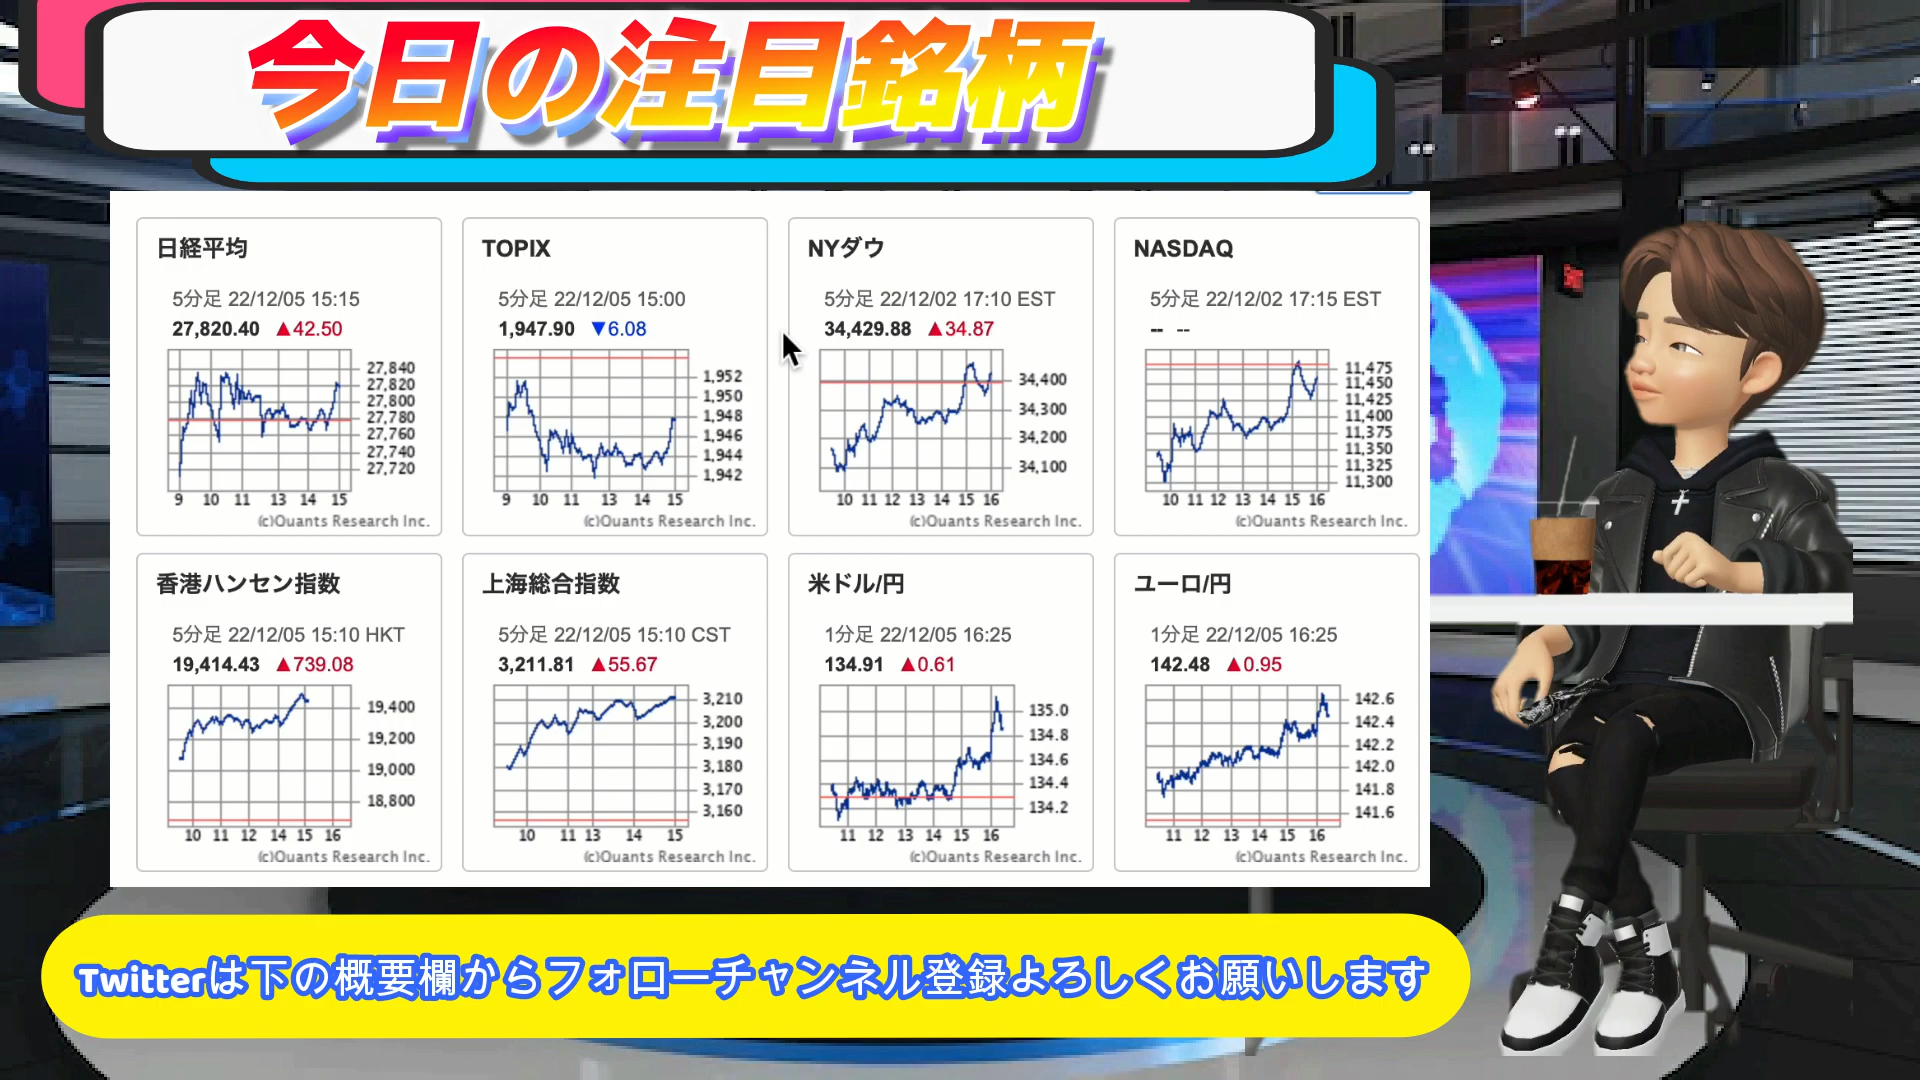 今日の注目銘柄
日経平均
5分足 22/12/05 15:15
27,820.40 ▲42.50
27,840
27,820
27,800
27,780
27,760
27,740
27,720
9 10 11 13 14 15
(c)Quants Research Inc.
TOPIX
5分足 22/12/05 15:00
1,947.90 ▼6.08
1,952
1,950
1,948
1,946
1,944
1,942
9 10 11 13 14 15
(c)Quants Research Inc.
NYダウ
5分足 22/12/02 17:10 EST
34,429.88 ▲34.87
34,400
34,300
34,200
34,100
10 11 12 13 14 15 16
(c)Quants Research Inc.
NASDAQ
5分足 22/12/02 17:15 EST
-- --
11,475
11,450
11,425
11,400
11,375
11,350
11,325
11,300
10 11 12 13 14 15 16
(c)Quants Research Inc.
香港ハンセン指数
5分足 22/12/05 15:10 HKT
19,414.43 ▲739.08
19,400
19,200
19,000
18,800
10 11 12 14 15 16
(c)Quants Research Inc.
上海総合指数
5分足 22/12/05 15:10 CST
3,211.81 ▲55.67
3,210
3,200
3,190
3,180
3,170
3,160
10 11 13 14 15
(c)Quants Research Inc.
米ドル/円
1分足 22/12/05 16:25
134.91 ▲0.61
135.0
134.8
134.6
134.4
134.2
11 12 13 14 15 16
(c)Quants Research Inc.
ユーロ/円
1分足 22/12/05 16:25
142.48 ▲0.95
142.6
142.4
142.2
142.0
141.8
141.6
11 12 13 14 15 16
(c)Quants Research Inc.
Twitterは下の概要欄からフォローチャンネル登録よろしくお願いします